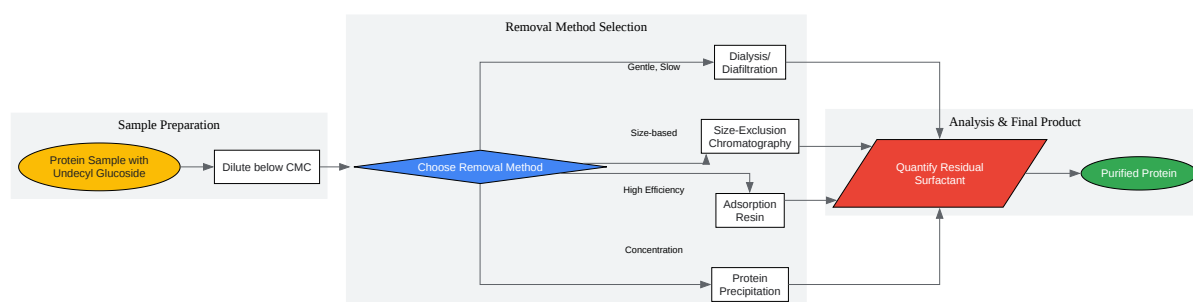 Sample Preparation
Protein Sample with
Undecyl Glucoside
Dilute below CMC
Removal Method Selection
Choose Removal Method
Gentle, Slow
Dialysis/
Diafiltration
Size-based
Size-Exclusion
Chromatography
High Efficiency
Adsorption
Resin
Concentration
Protein
Precipitation
Analysis & Final Product
Quantify Residual
Surfactant
Purified Protein